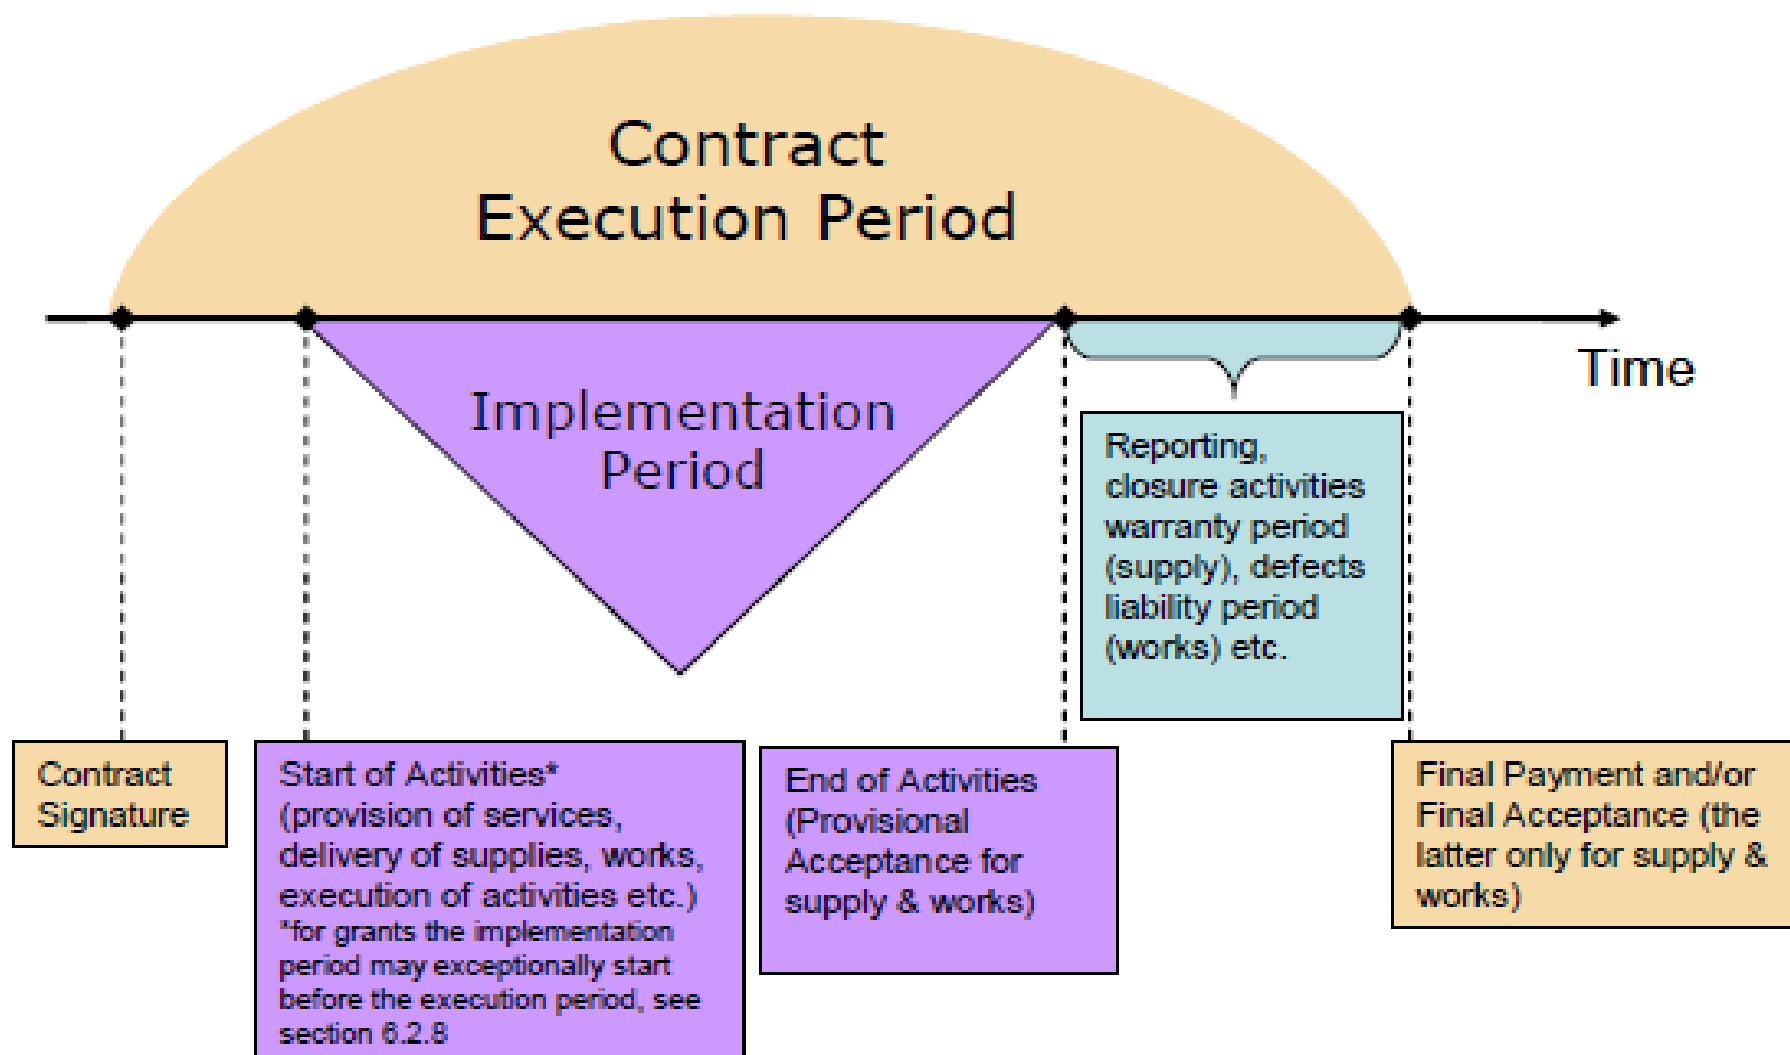 Contract
Execution Period
Time
Implementation
Period
Reporting,
closure activities
warranty period
(supply), defects
liability period
(works) etc.
Contract
Signature
Start of Activities*
(provision of services,
delivery of supplies, works,
execution of activities etc.)
*for grants the implementation
period may exceptionally start
before the execution period, see
section 6.2.8
End of Activities
(Provisional
Acceptance for
supply & works)
Final Payment and/or
Final Acceptance (the
latter only for supply &
works)